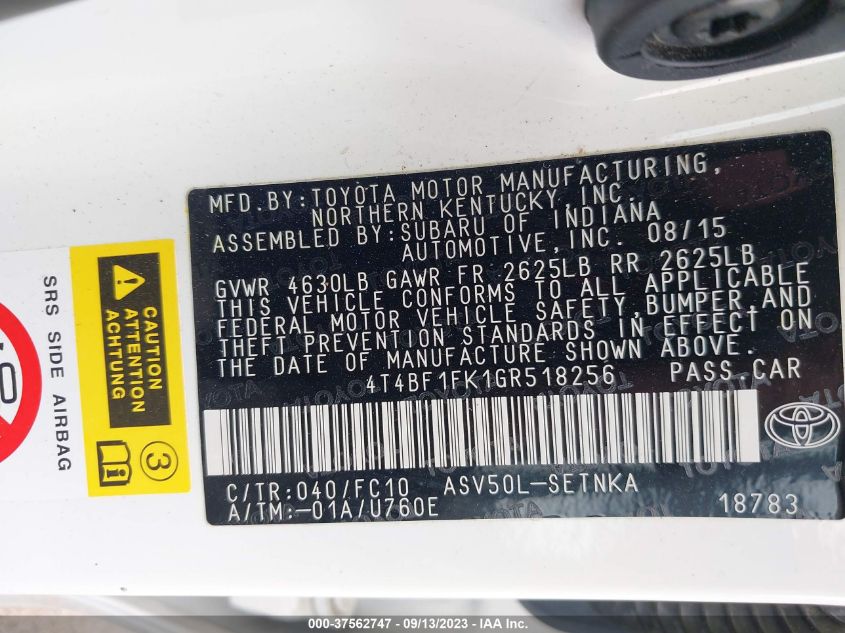 MFD.BY:TOYOTA MOTOR MANUFACTURING,
NORTHERN KENTUCKY, INC.
ASSEMBLED BY:SUBARU OF INDIANA
AUTOMOTIVE, INC. 08/15
GVWR 4630LB GAWR FR 2625LB RR 2625LB
THIS VEHICLE CONFORMS TO ALL APPLICABLE
FEDERAL MOTOR VEHICLE SAFETY, BUMPER, AND
THEFT PREVENTION STANDARDS IN EFFECT ON
THE DATE OF MANUFACTURE SHOWN ABOVE.
4T4BF1FK1GR518256 PASS.CAR
C/TR:040/FC10 ASV50L-SETNKA
A/TM:-01A/U760E 18783
SRS SIDE AIRBAG
CAUTION
ATTENTION
ACHTUNG
3
000-37562747 - 09/13/2023 - IAA Inc.